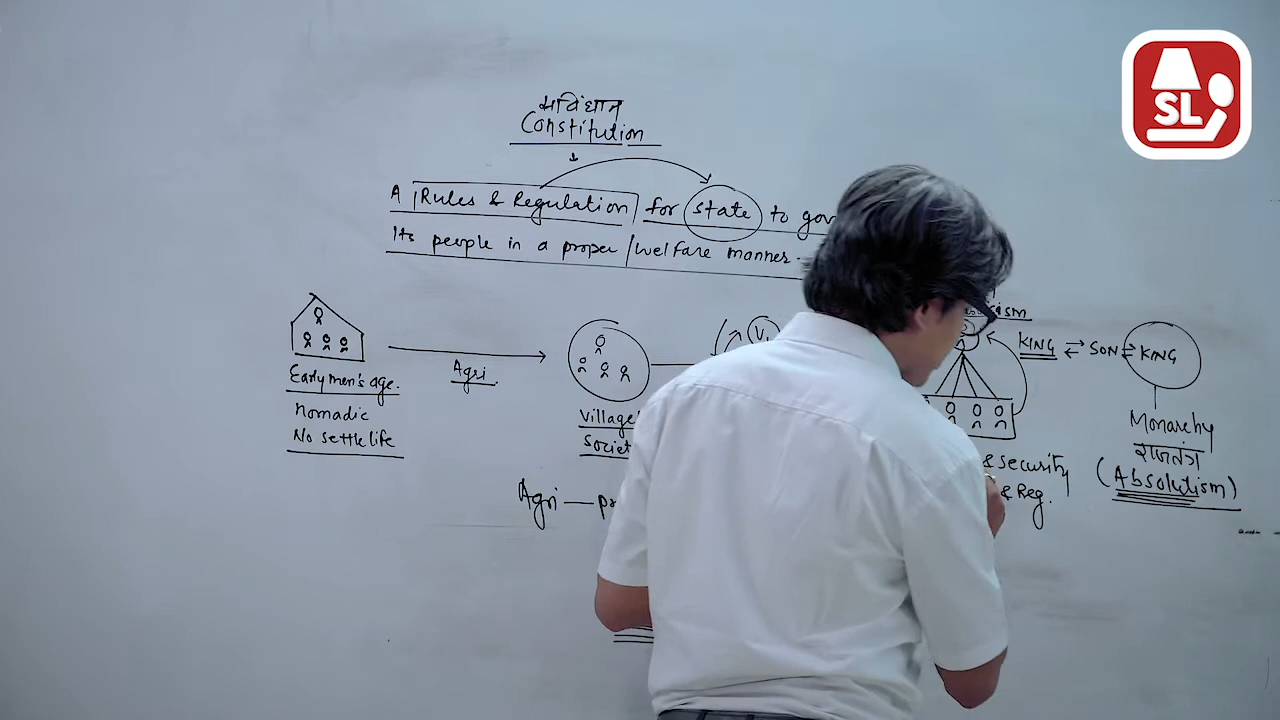 SL
संविधान
Constitution
A Rules & Regulation for state to gov
Its people in a proper / welfare manner.
KING ⇌ SON ⇌ KING
Early men's age.
Nomadic
No settle life
Agri.
Village
Societ
Agri — pr
& security
& Reg.
Monarchy
राजतंत्र
(Absolutism)